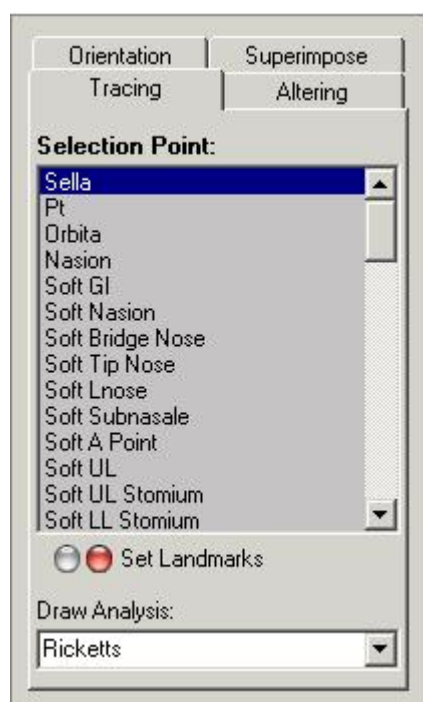 Orientation
Superimpose
Tracing
Altering
Selection Point:
Sella
Pt
Orbita
Nasion
Soft Gl
Soft Nasion
Soft Bridge Nose
Soft Tip Nose
Soft Lnose
Soft Subnasale
Soft A Point
Soft UL
Soft UL Stomium
Soft LL Stomium
Set Landmarks
Draw Analysis:
Ricketts